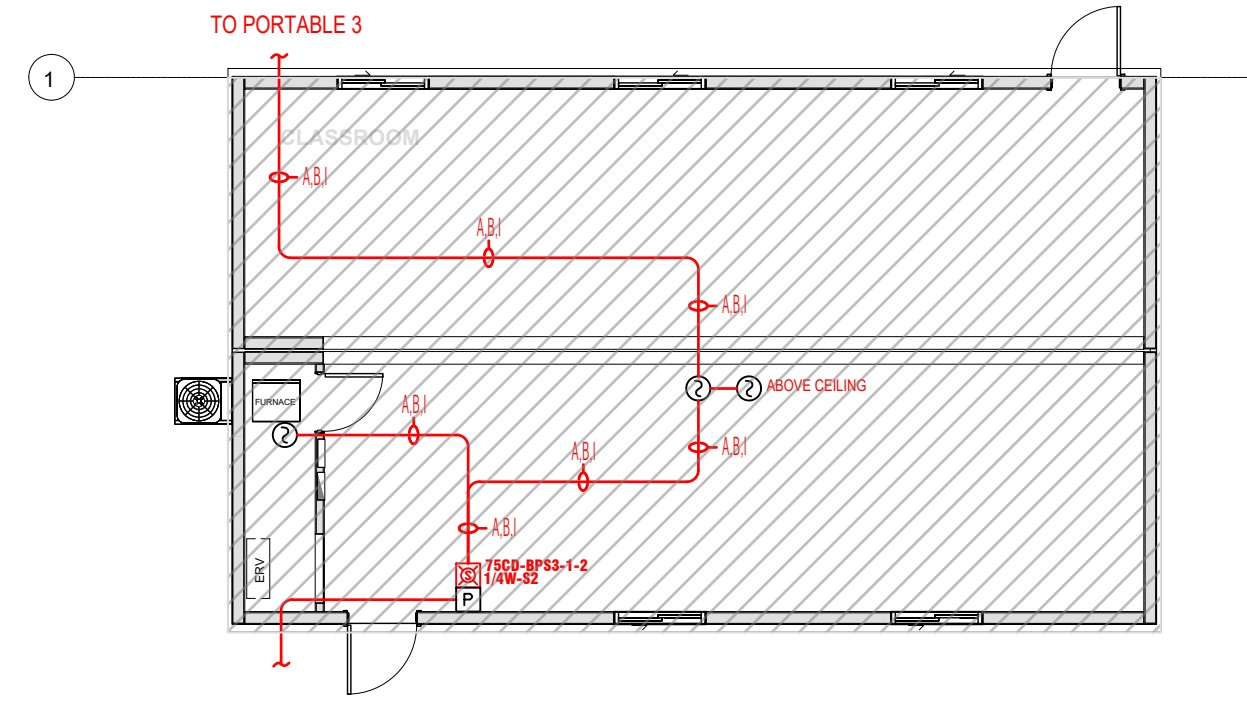 TO PORTABLE 3
1
CLASSROOM
A,B,I
A,B,I
A,B,I
ABOVE CEILING
FURNACE
A,B,I
A,B,I
A,B,I
A,B,I
75CD-BPS3-1-2
1/4W-S2
S
P
ERV